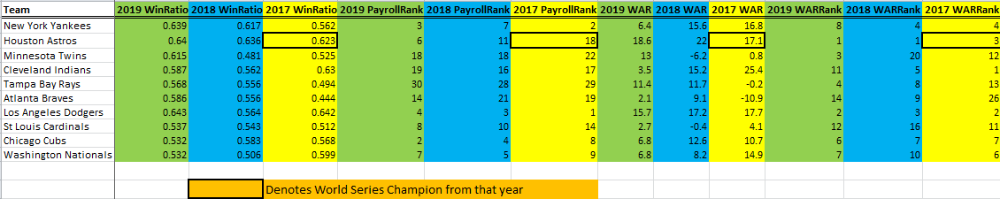 Team 2019 WinRatio 2018 WinRatio 2017 WinRatio 2019 PayrollRank 2018 PayrollRank 2017 PayrollRank 2019 WAR 2018 WAR 2017 WAR 2019 WARRank 2018 WARRank 2017 WARRank
New York Yankees 0.639 0.617 0.562 3 7 2 6.4 15.6 16.8 8 4 4
Houston Astros 0.64 0.636 0.623 6 11 18 18.6 22 17.1 1 1 3
Minnesota Twins 0.615 0.481 0.525 18 18 22 13 -6.2 0.8 3 20 12
Cleveland Indians 0.587 0.562 0.63 19 16 17 3.5 15.2 25.4 11 5 1
Tampa Bay Rays 0.568 0.556 0.494 30 28 29 11.4 11.7 -0.2 4 8 13
Atlanta Braves 0.586 0.556 0.444 14 21 19 2.1 9.1 -10.9 14 9 26
Los Angeles Dodgers 0.643 0.564 0.642 4 3 1 15.7 17.2 17.7 2 3 2
St Louis Cardinals 0.537 0.543 0.512 8 10 14 2.7 -0.4 4.1 12 16 11
Chicago Cubs 0.532 0.583 0.568 2 4 8 6.8 12.6 10.7 6 7 7
Washington Nationals 0.532 0.506 0.599 7 5 9 6.8 8.2 14.9 7 10 6
Denotes World Series Champion from that year